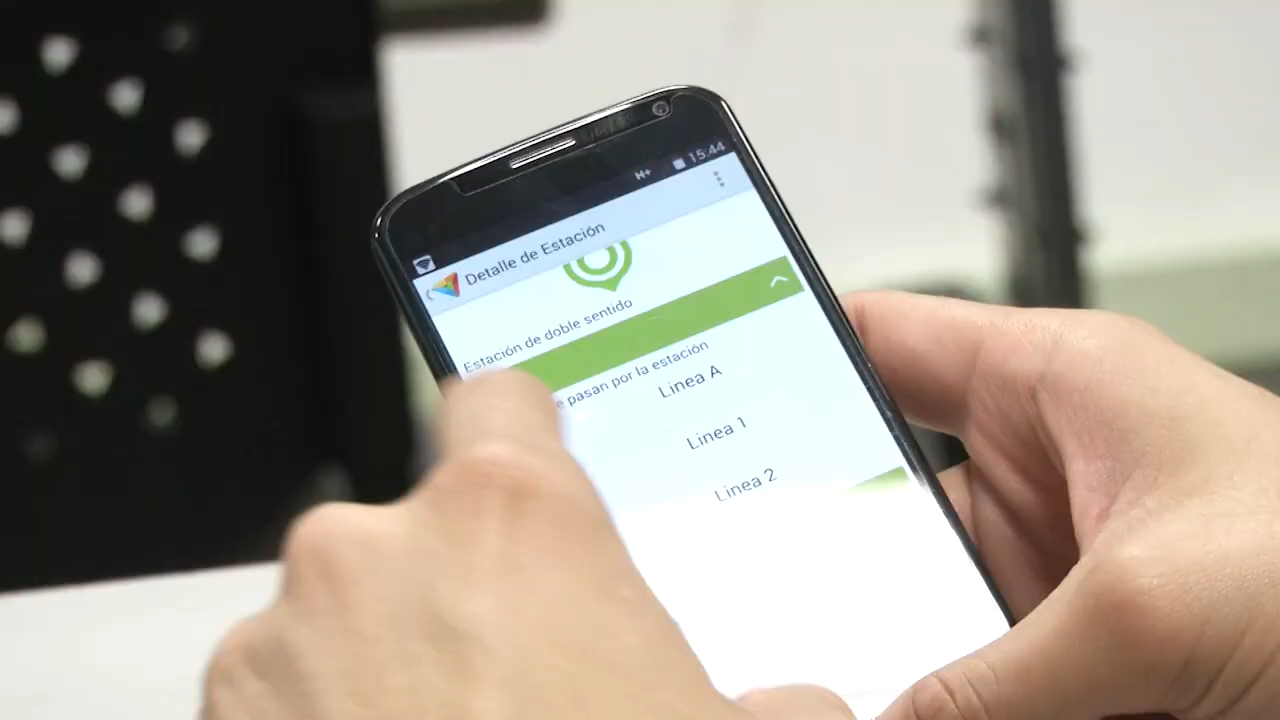 H+ 15:44
Detalle de Estación
Estación de doble sentido
pasan por la estación
Linea A
Linea 1
Linea 2